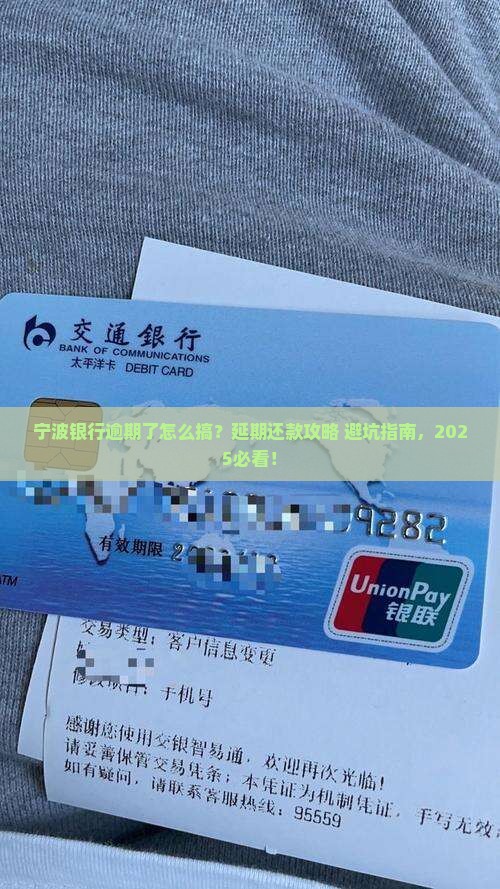 交通銀行
BANK OF COMMUNICATIONS
太平洋卡 DEBIT CARD
宁波银行逾期了怎么搞？延期还款攻略 避坑指南，202
5必看！
9282
有效期限
ATM
UnionPay
银联
交易类型：客户信息变更
手机号
感谢您使用交银智易通，欢迎再次光临！
请妥善保管交易凭条；本凭证为机制凭证，手写无效
如有疑问，请联系客服热线：95559